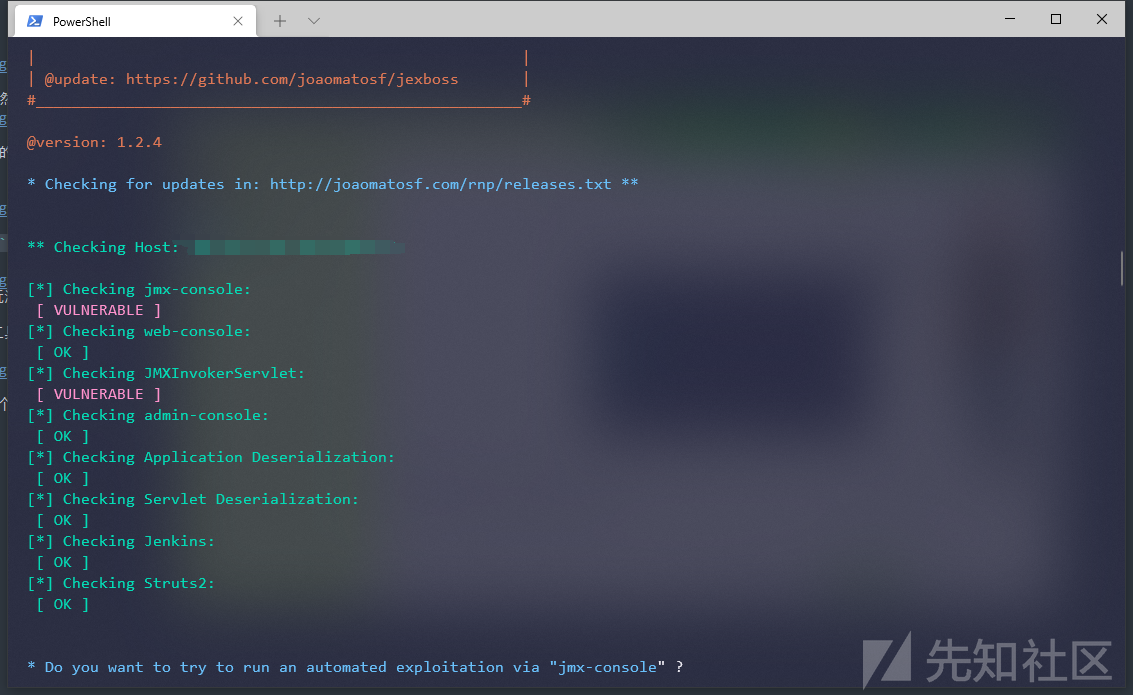 PowerShell
|                                                      |
| @update: https://github.com/joaomatosf/jexboss       |
#______________________________________________________#
@version: 1.2.4
* Checking for updates in: http://joaomatosf.com/rnp/releases.txt **
** Checking Host:
[*] Checking jmx-console:
[ VULNERABLE ]
[*] Checking web-console:
[ OK ]
[*] Checking JMXInvokerServlet:
[ VULNERABLE ]
[*] Checking admin-console:
[ OK ]
[*] Checking Application Deserialization:
[ OK ]
[*] Checking Servlet Deserialization:
[ OK ]
[*] Checking Jenkins:
[ OK ]
[*] Checking Struts2:
[ OK ]
* Do you want to try to run an automated exploitation via "jmx-console" ?
先知社区